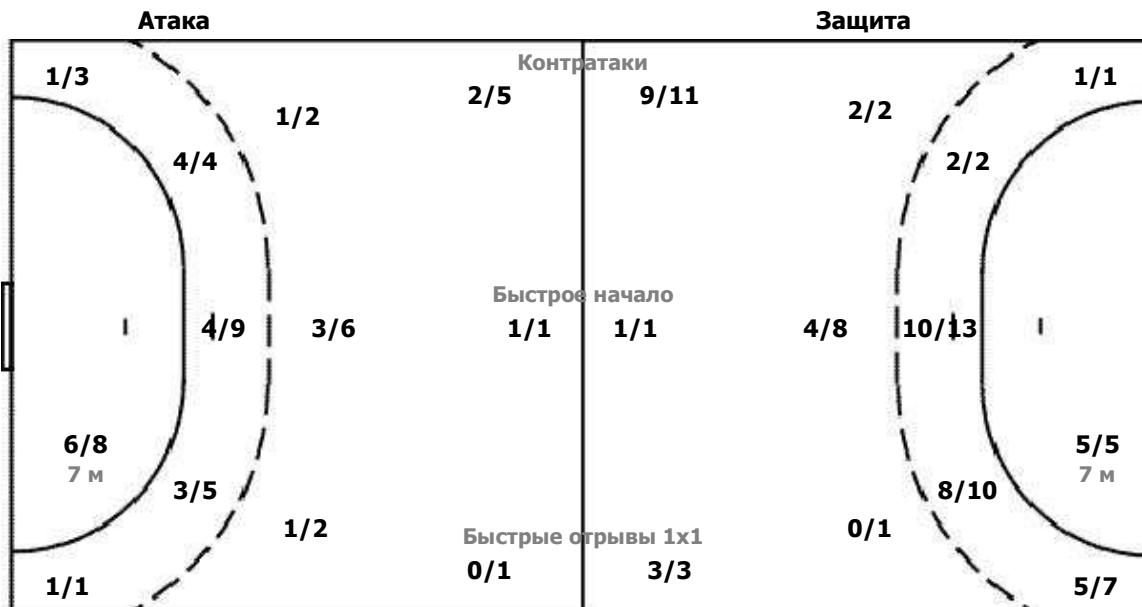 Атака Защита
Контратаки
1/3 1/1
2/5 9/11
1/2 2/2
4/4 2/2
Быстрое начало
4/9 3/6 1/1 1/1 4/8 10/13
6/8 5/5
7 м 7 м
3/5 8/10
1/2 0/1
Быстрые отрывы 1x1
0/1 3/3
1/1 5/7